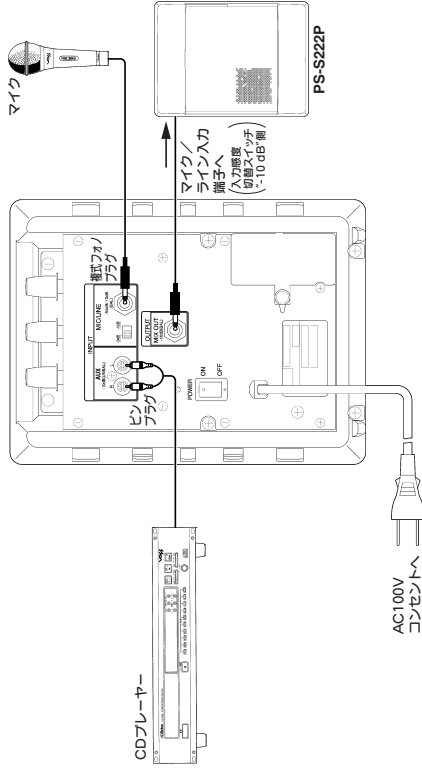 マイク
複式フォノ
プラグ
INPUT
MIC/LINE
AUX
ピン
プラグ
OUTPUT
MIX OUT
POWER
ON
OFF
マイク/
ライン入力
端子へ
入力感度
切替スイッチ
"-10 dB"側
PS-S222P
CDプレーヤー
AC100V
コンセントへ